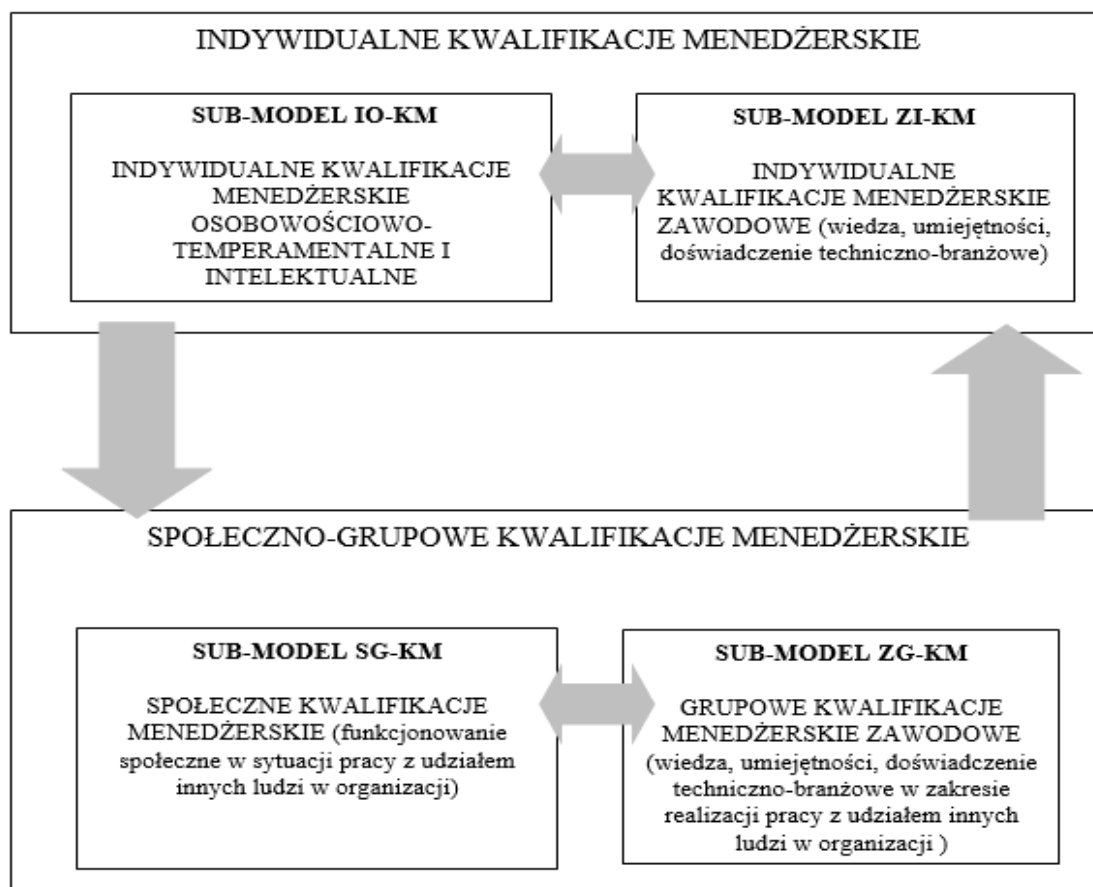 INDYWIDUALNE KWALIFIKACJE MENEDŻERSKIE
SUB-MODEL IO-KM
INDYWIDUALNE KWALIFIKACJE
MENEDŻERSKIE
OSOBOWOŚCIOWO-
TEMPERAMENTALNE I
INTELEKTUALNE
SUB-MODEL ZI-KM
INDYWIDUALNE
KWALIFIKACJE MENEDŻERSKIE
ZAWODOWE (wiedza, umiejętności,
doświadczenie techniczno-branżowe)
SPOŁECZNO-GRUPOWE KWALIFIKACJE MENEDŻERSKIE
SUB-MODEL SG-KM
SPOŁECZNE KWALIFIKACJE
MENEDŻERSKIE (funkcjonowanie
społeczne w sytuacji pracy z udziałem
innych ludzi w organizacji)
SUB-MODEL ZG-KM
GRUPOWE KWALIFIKACJE
MENEDŻERSKIE ZAWODOWE
(wiedza, umiejętności, doświadczenie
techniczno-branżowe w zakresie
realizacji pracy z udziałem innych
ludzi w organizacji )